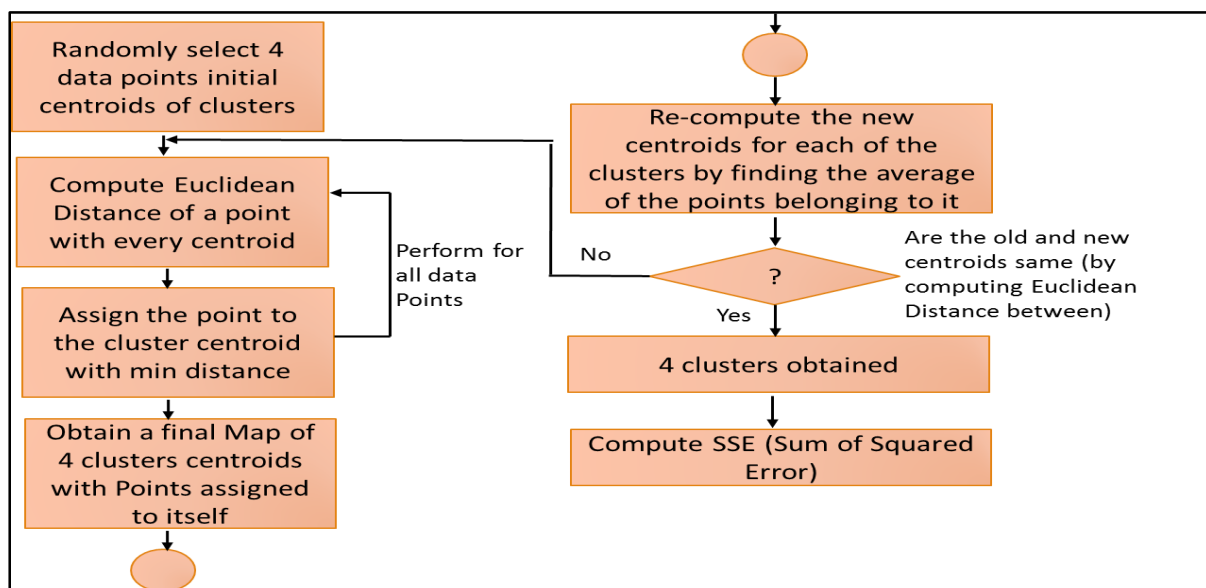 Randomly select 4
data points initial
centroids of clusters
Compute Euclidean
Distance of a point
with every centroid
Perform for
all data
Points
Assign the point to
the cluster centroid
with min distance
Obtain a final Map of
4 clusters centroids
with Points assigned
to itself
Re-compute the new
centroids for each of the
clusters by finding the average
of the points belonging to it
No
?
Are the old and new
centroids same (by
computing Euclidean
Distance between)
Yes
4 clusters obtained
Compute SSE (Sum of Squared
Error)